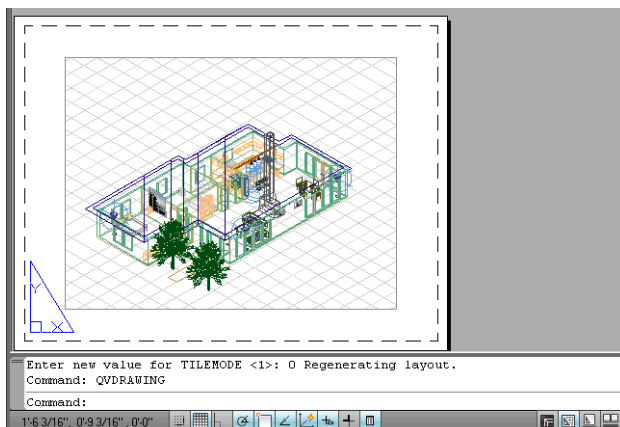 Y
X
Enter new value for TILEMODE <1>: 0 Regenerating layout.
Command: QVDRAWING
Command:
1'-6 3/16", 0'-9 3/16" , 0'-0"